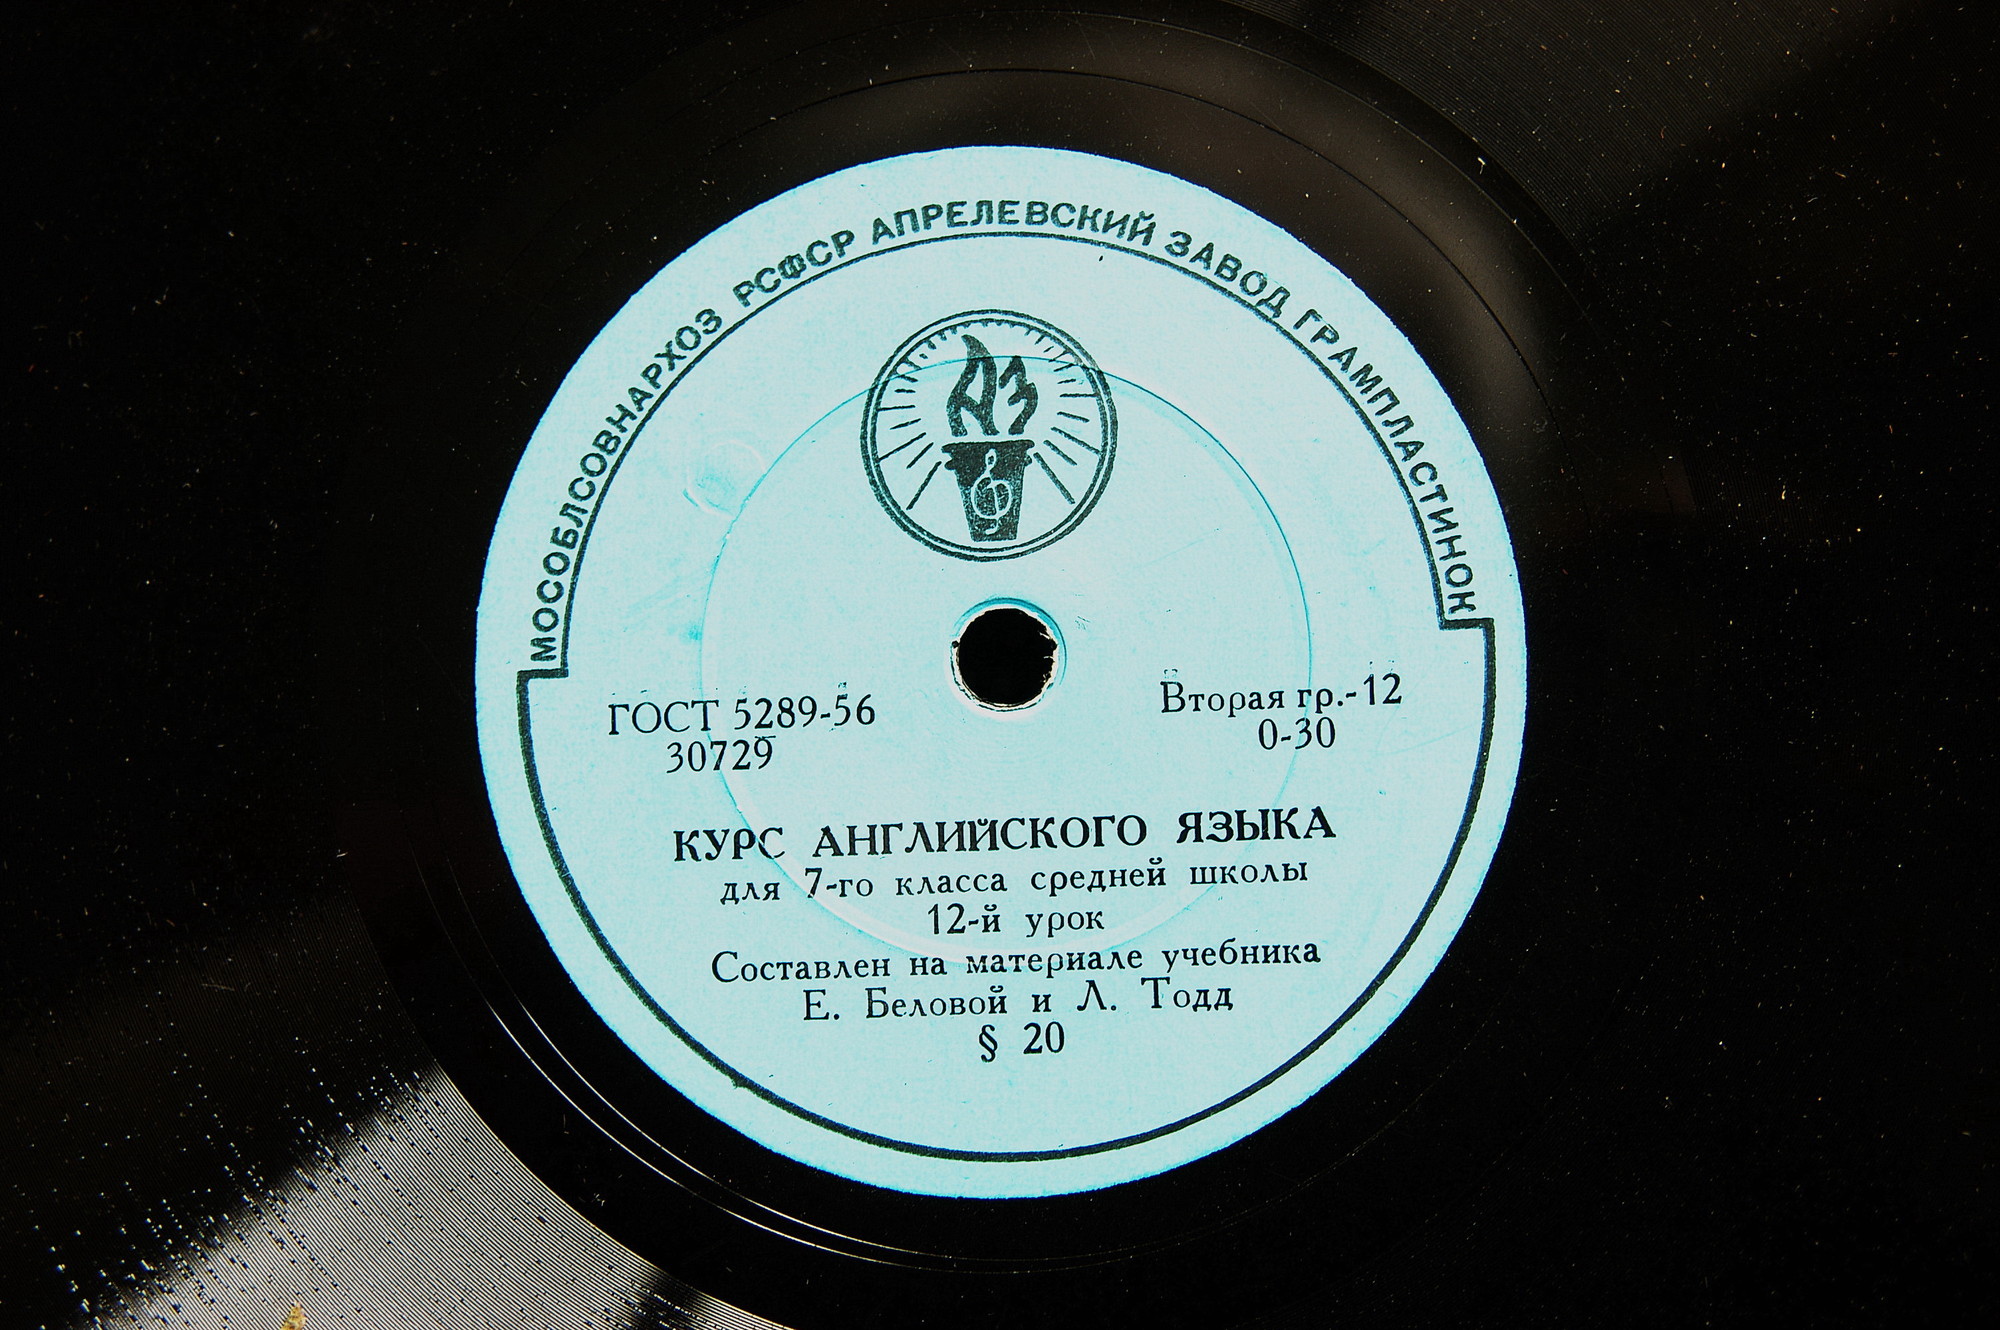 МОСОБЛСОВНАРХОЗ РСФСР АПРЕЛЕВСКИЙ ЗАВОД ГРАМПЛАСТИНОК
АЗ
ГОСТ 5289-56
30729
Вторая гр.-12
0-30
КУРС АНГЛИЙСКОГО ЯЗЫКА
для 7-го класса средней школы
12-й урок
Составлен на материале учебника
Е. Беловой и Л. Тодд
§ 20